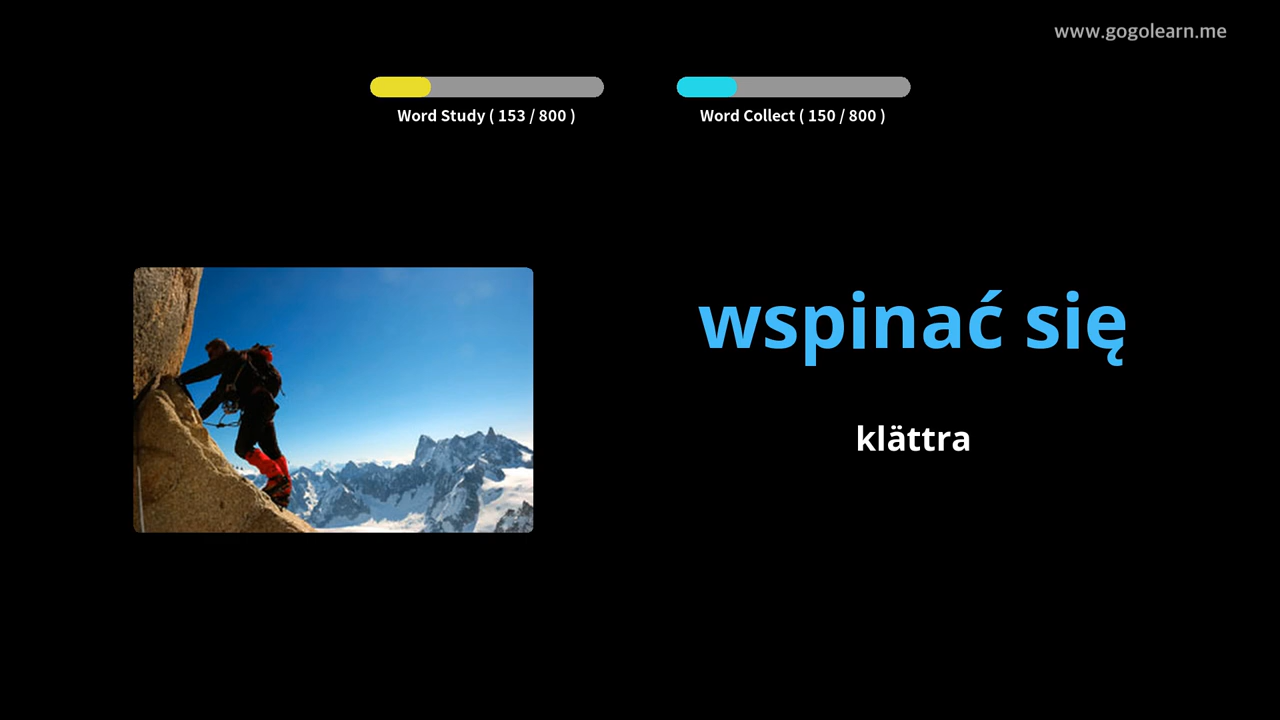 www.gogolearn.me
Word Study ( 153 / 800 )
Word Collect ( 150 / 800 )
wspinać się
klättra